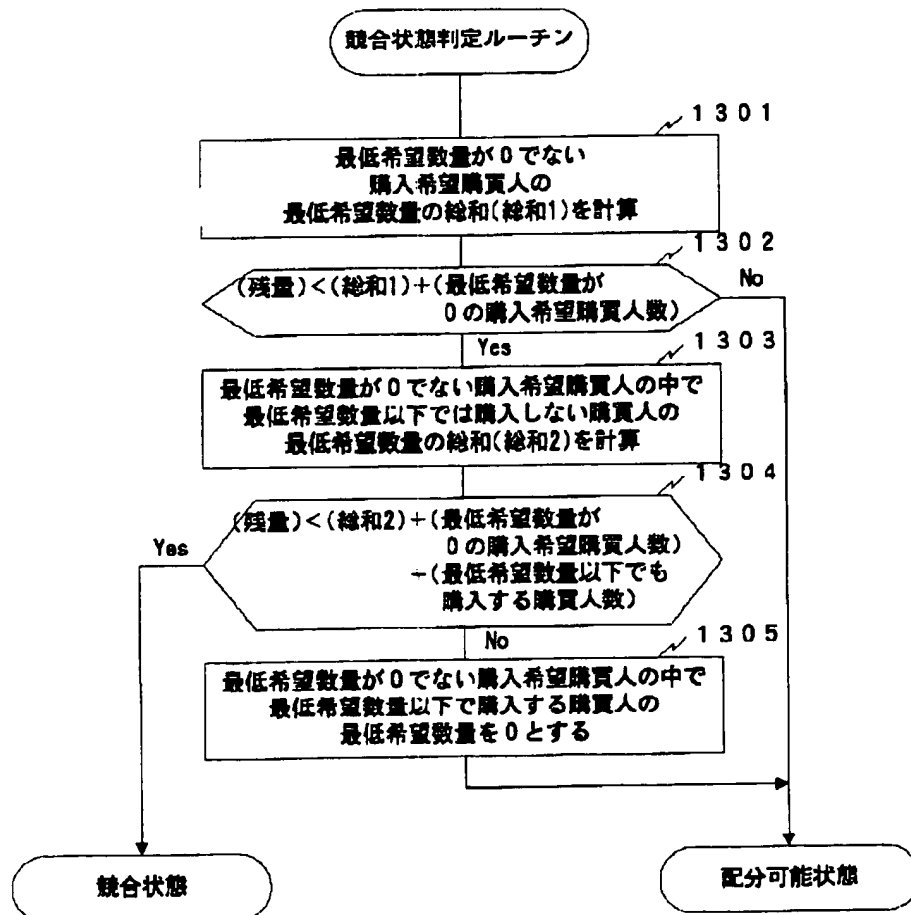 競合状態判定ルーチン
1301
最低希望数量が0でない
購入希望購買人の
最低希望数量の総和(総和1)を計算
1302
(残量)<(総和1)+(最低希望数量が
0の購入希望購買人数)
No
Yes
1303
最低希望数量が0でない購入希望購買人の中で
最低希望数量以下では購入しない購買人の
最低希望数量の総和(総和2)を計算
1304
(残量)<(総和2)+(最低希望数量が
0の購入希望購買人数)
+(最低希望数量以下でも
購入する購買人数)
Yes
No
1305
最低希望数量が0でない購入希望購買人の中で
最低希望数量以下で購入する購買人の
最低希望数量を0とする
競合状態
配分可能状態